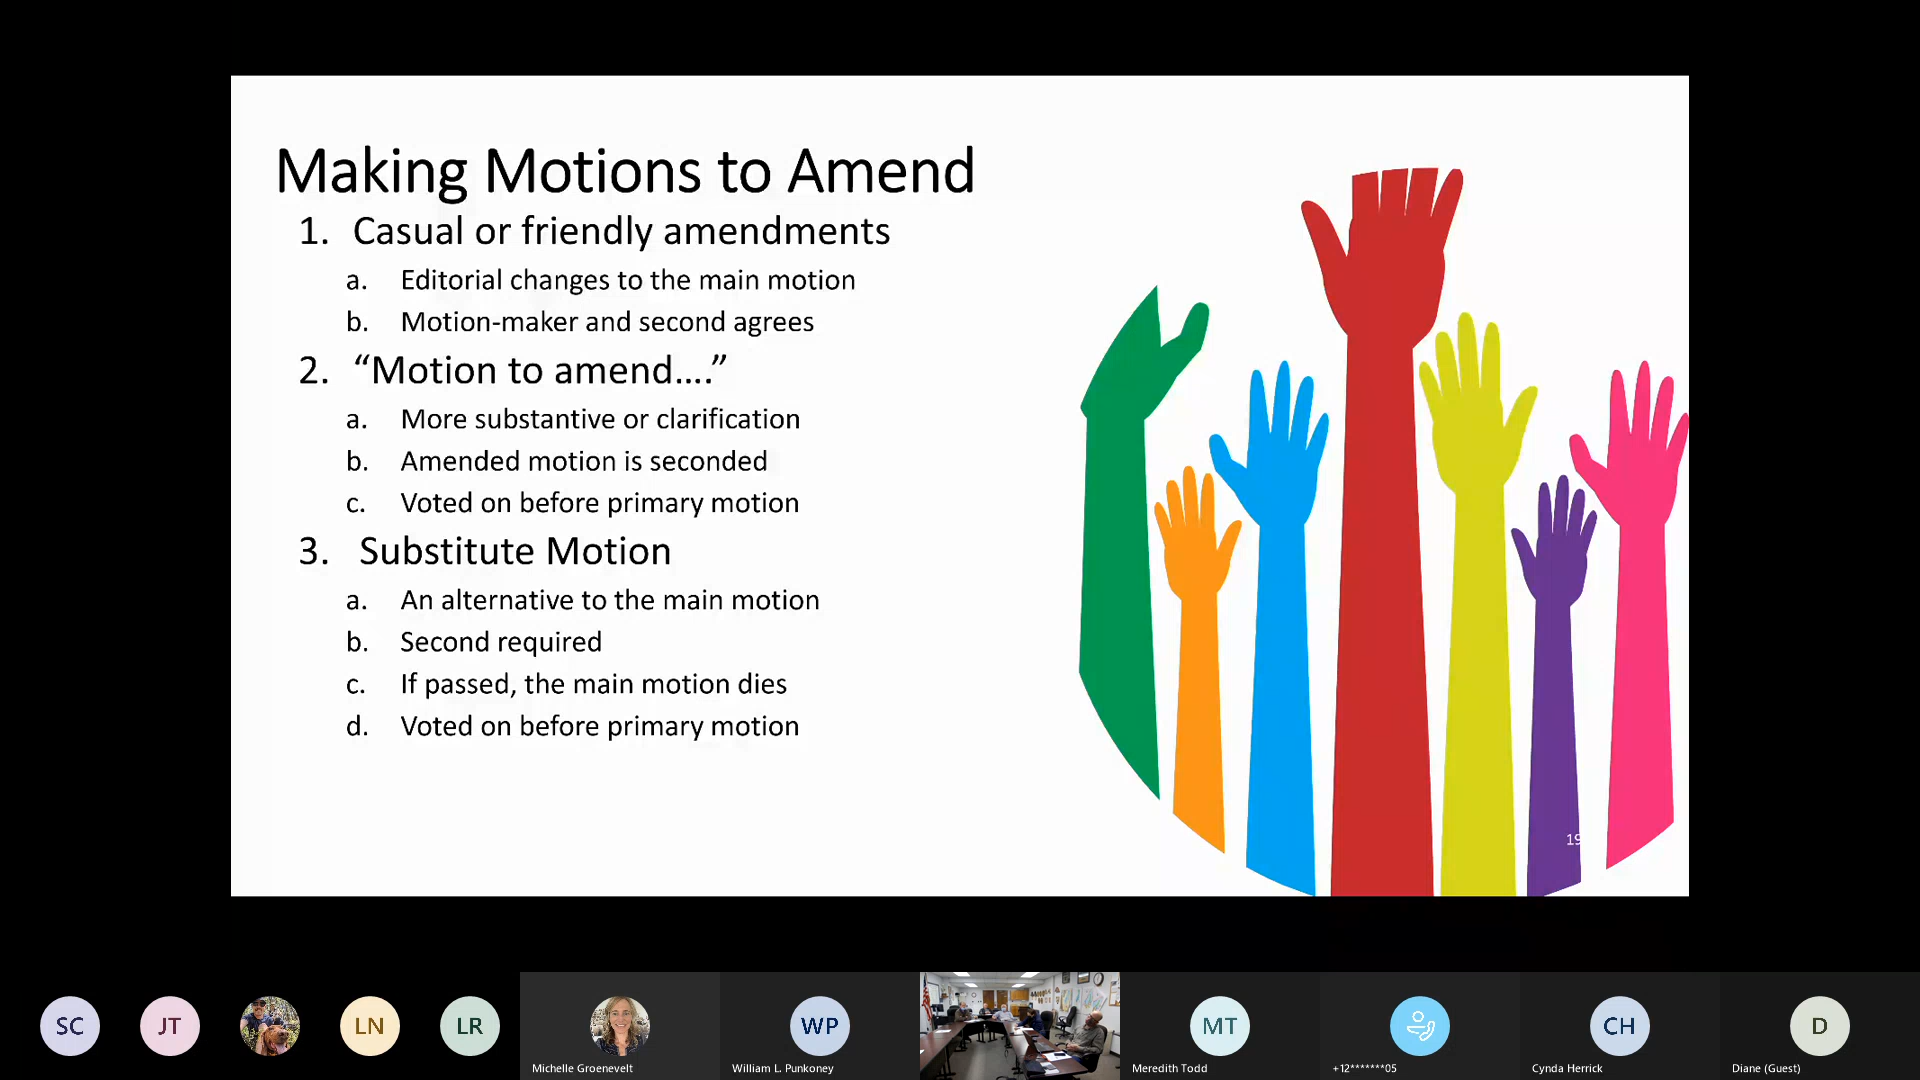 Making Motions to Amend
1. Casual or friendly amendments
a. Editorial changes to the main motion
b. Motion-maker and second agrees
2. “Motion to amend....”
a. More substantive or clarification
b. Amended motion is seconded
c. Voted on before primary motion
3. Substitute Motion
a. An alternative to the main motion
b. Second required
c. If passed, the main motion dies
d. Voted on before primary motion
19
SC
JT
LN
LR
Michelle Groenevelt
WP
William L. Punkoney
MT
Meredith Todd
+12*******05
CH
Cynda Herrick
D
Diane (Guest)